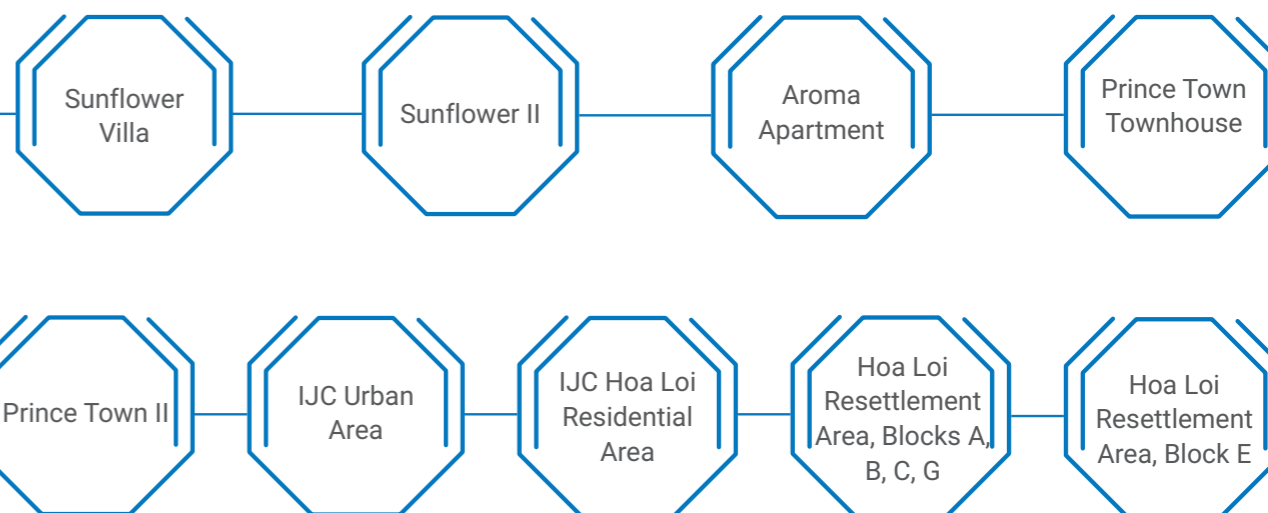 Sunflower
Villa
Sunflower II
Aroma
Apartment
Prince Town
Townhouse
Prince Town II
IJC Urban
Area
IJC Hoa Loi
Residential
Area
Hoa Loi
Resettlement
Area, Blocks A,
B, C, G
Hoa Loi
Resettlement
Area, Block E